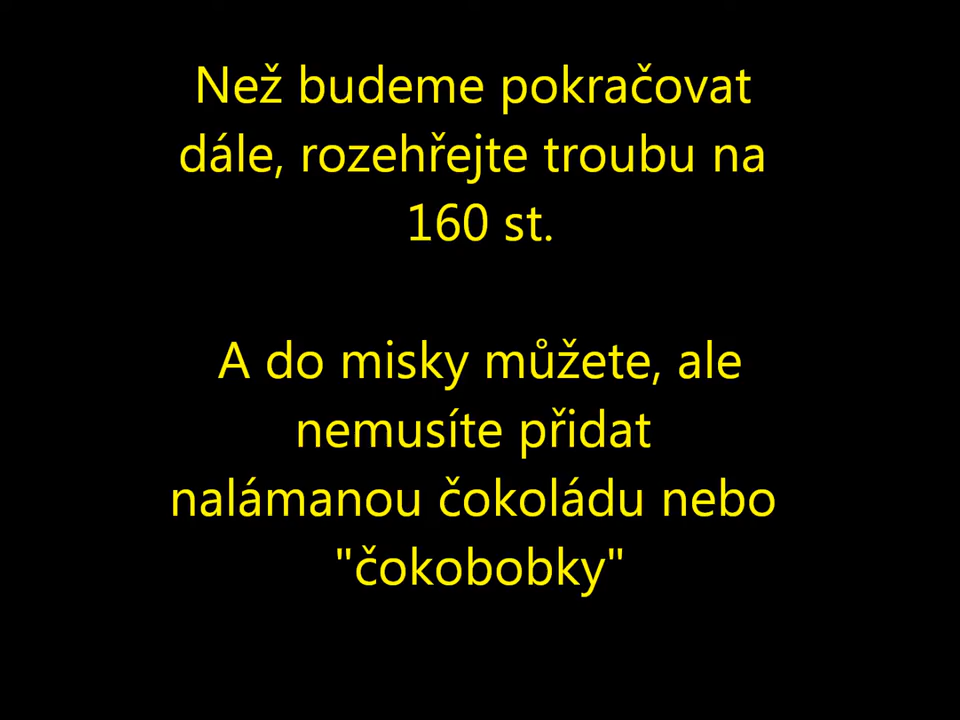 Než budeme pokračovat
dále, rozehřejte troubu na
160 st.
A do misky můžete, ale
nemusíte přidat
nalámanou čokoládu nebo
"čokobobky"